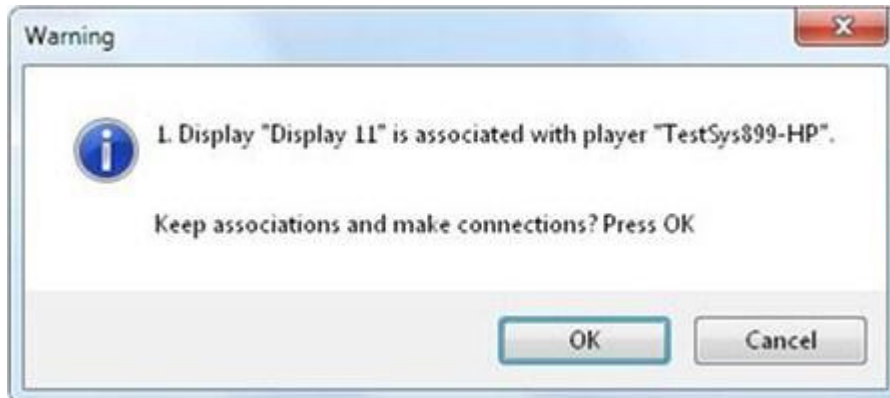 Warning
1. Display "Display 11" is associated with player "TestSys899-HP".
Keep associations and make connections? Press OK
OK
Cancel